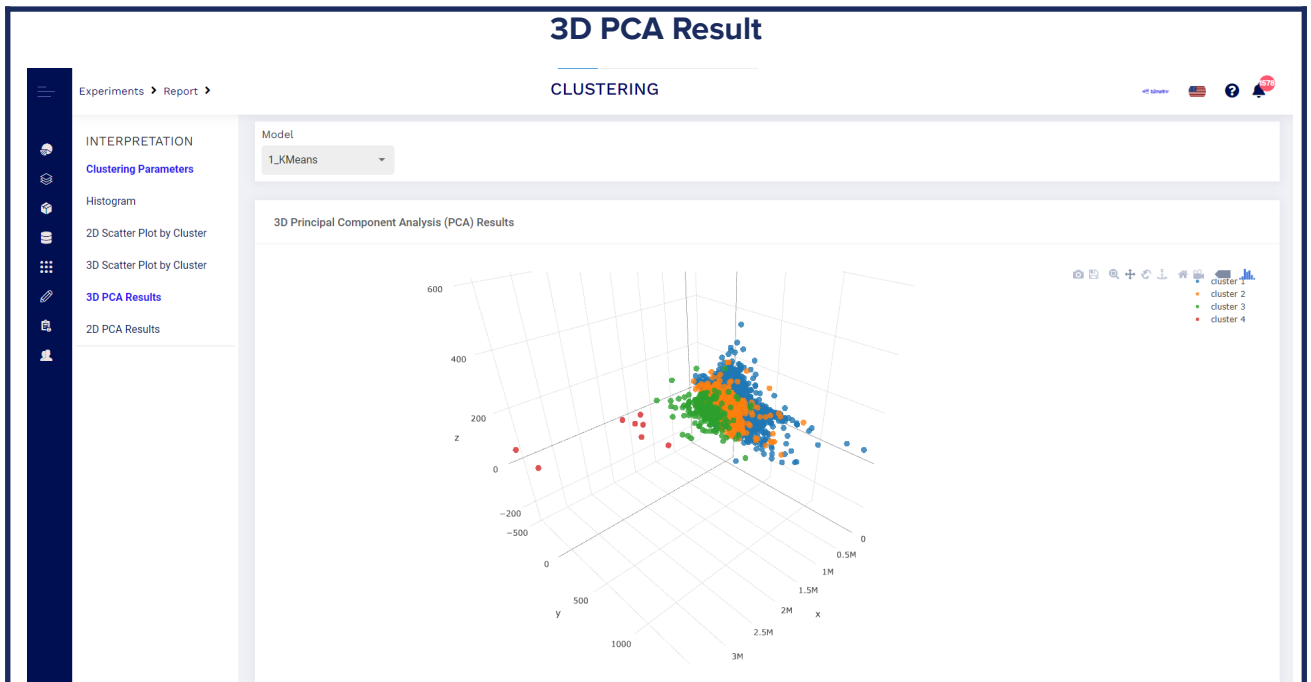 3D PCA Result
Experiments > Report >
CLUSTERING
1578
INTERPRETATION
Clustering Parameters
Histogram
2D Scatter Plot by Cluster
3D Scatter Plot by Cluster
3D PCA Results
2D PCA Results
Model
1_KMeans
3D Principal Component Analysis (PCA) Results
cluster 1
cluster 2
cluster 3
cluster 4
600
400
200
z
0
−200
−500
0
500
y
1000
0
0.5M
1M
1.5M
2M
x
2.5M
3M